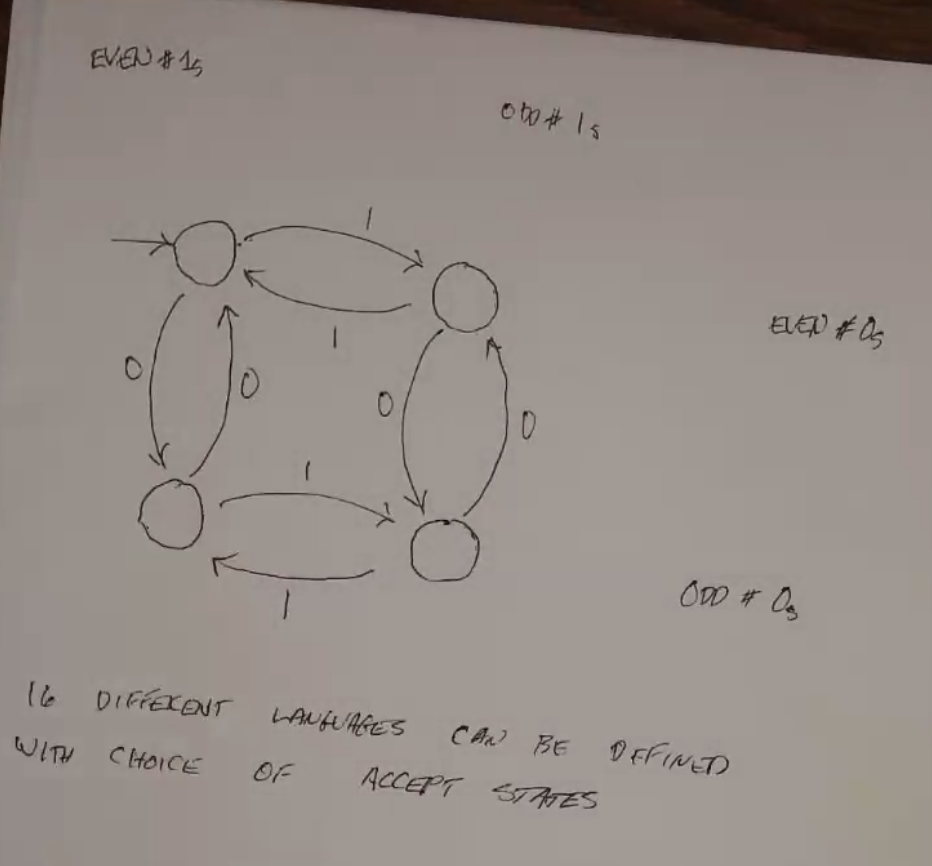 EVEN # 1s
ODD # 1s
1
1
EVEN # 0s
0
0
0
0
1
1
ODD # 0s
16 DIFFERENT LANGUAGES CAN BE DEFINED
WITH CHOICE OF ACCEPT STATES